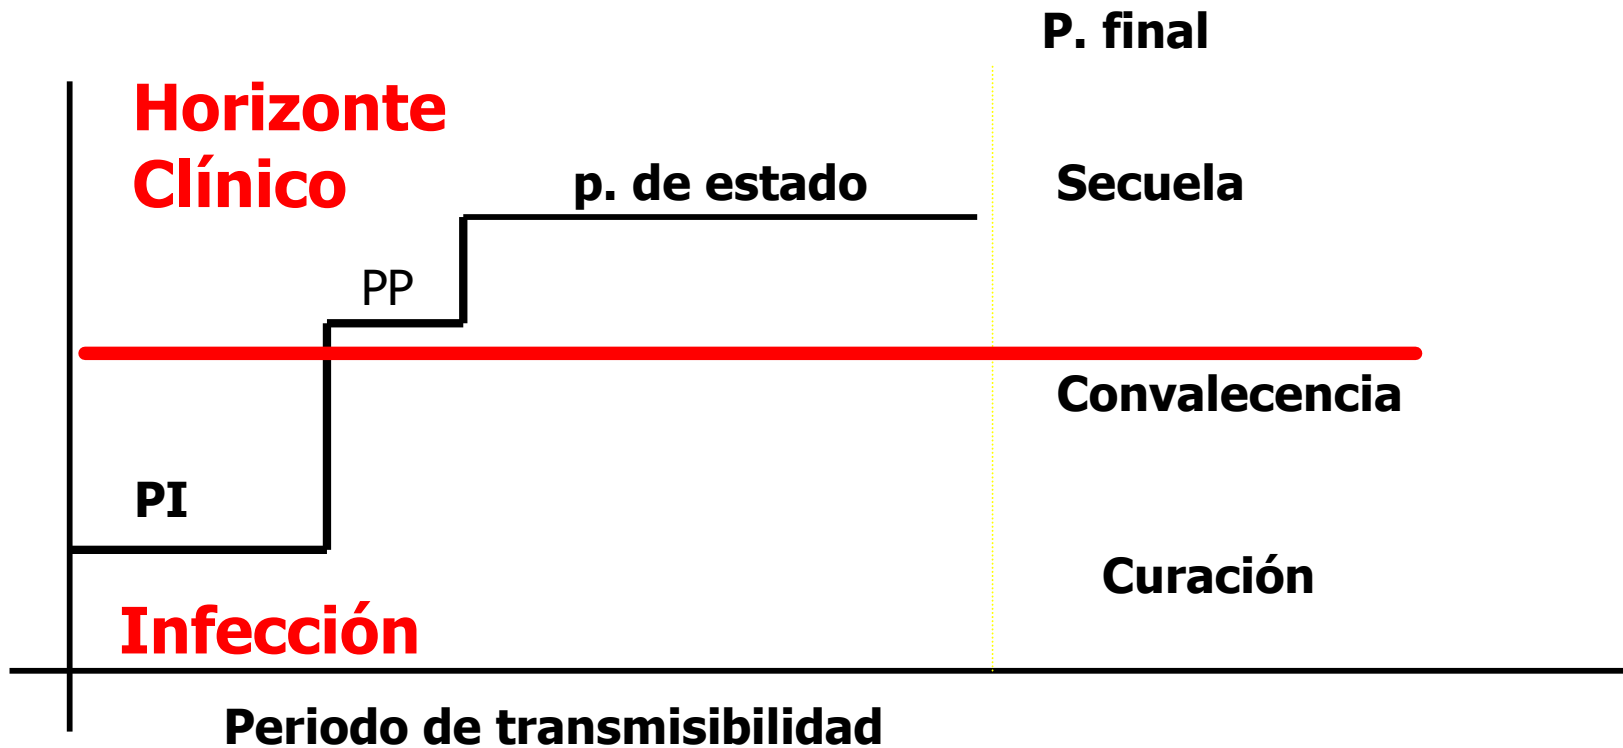 P. final
Horizonte
Clínico
p. de estado
Secuela
PP
Convalecencia
PI
Curación
Infección
Periodo de transmisibilidad